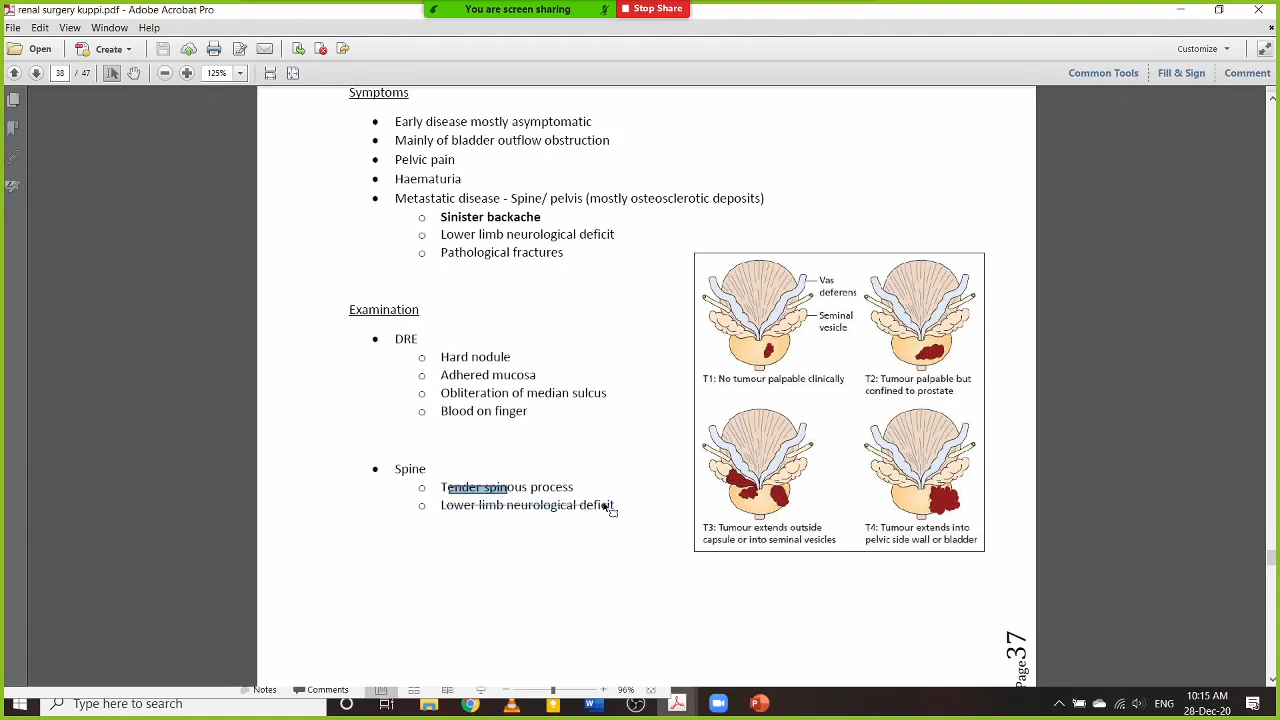 renal surgery kuppi.pdf - Adobe Acrobat Pro
You are screen sharing
Stop Share
File Edit View Window Help
Open Create Customize
38 / 47 125% Common Tools Fill & Sign Comment
Symptoms
• Early disease mostly asymptomatic
• Mainly of bladder outflow obstruction
• Pelvic pain
• Haematuria
• Metastatic disease - Spine/ pelvis (mostly osteosclerotic deposits)
o Sinister backache
o Lower limb neurological deficit
o Pathological fractures
Examination
• DRE
o Hard nodule
o Adhered mucosa
o Obliteration of median sulcus
o Blood on finger
• Spine
o Tender spinous process
o Lower limb neurological deficit
Vas
deferens
Seminal
vesicle
T1: No tumour palpable clinically
T2: Tumour palpable but
confined to prostate
T3: Tumour extends outside
capsule or into seminal vesicles
T4: Tumour extends into
pelvic side wall or bladder
Page37
Notes Comments 96%
Type here to search
ENG
10:15 AM
28-Dec-20